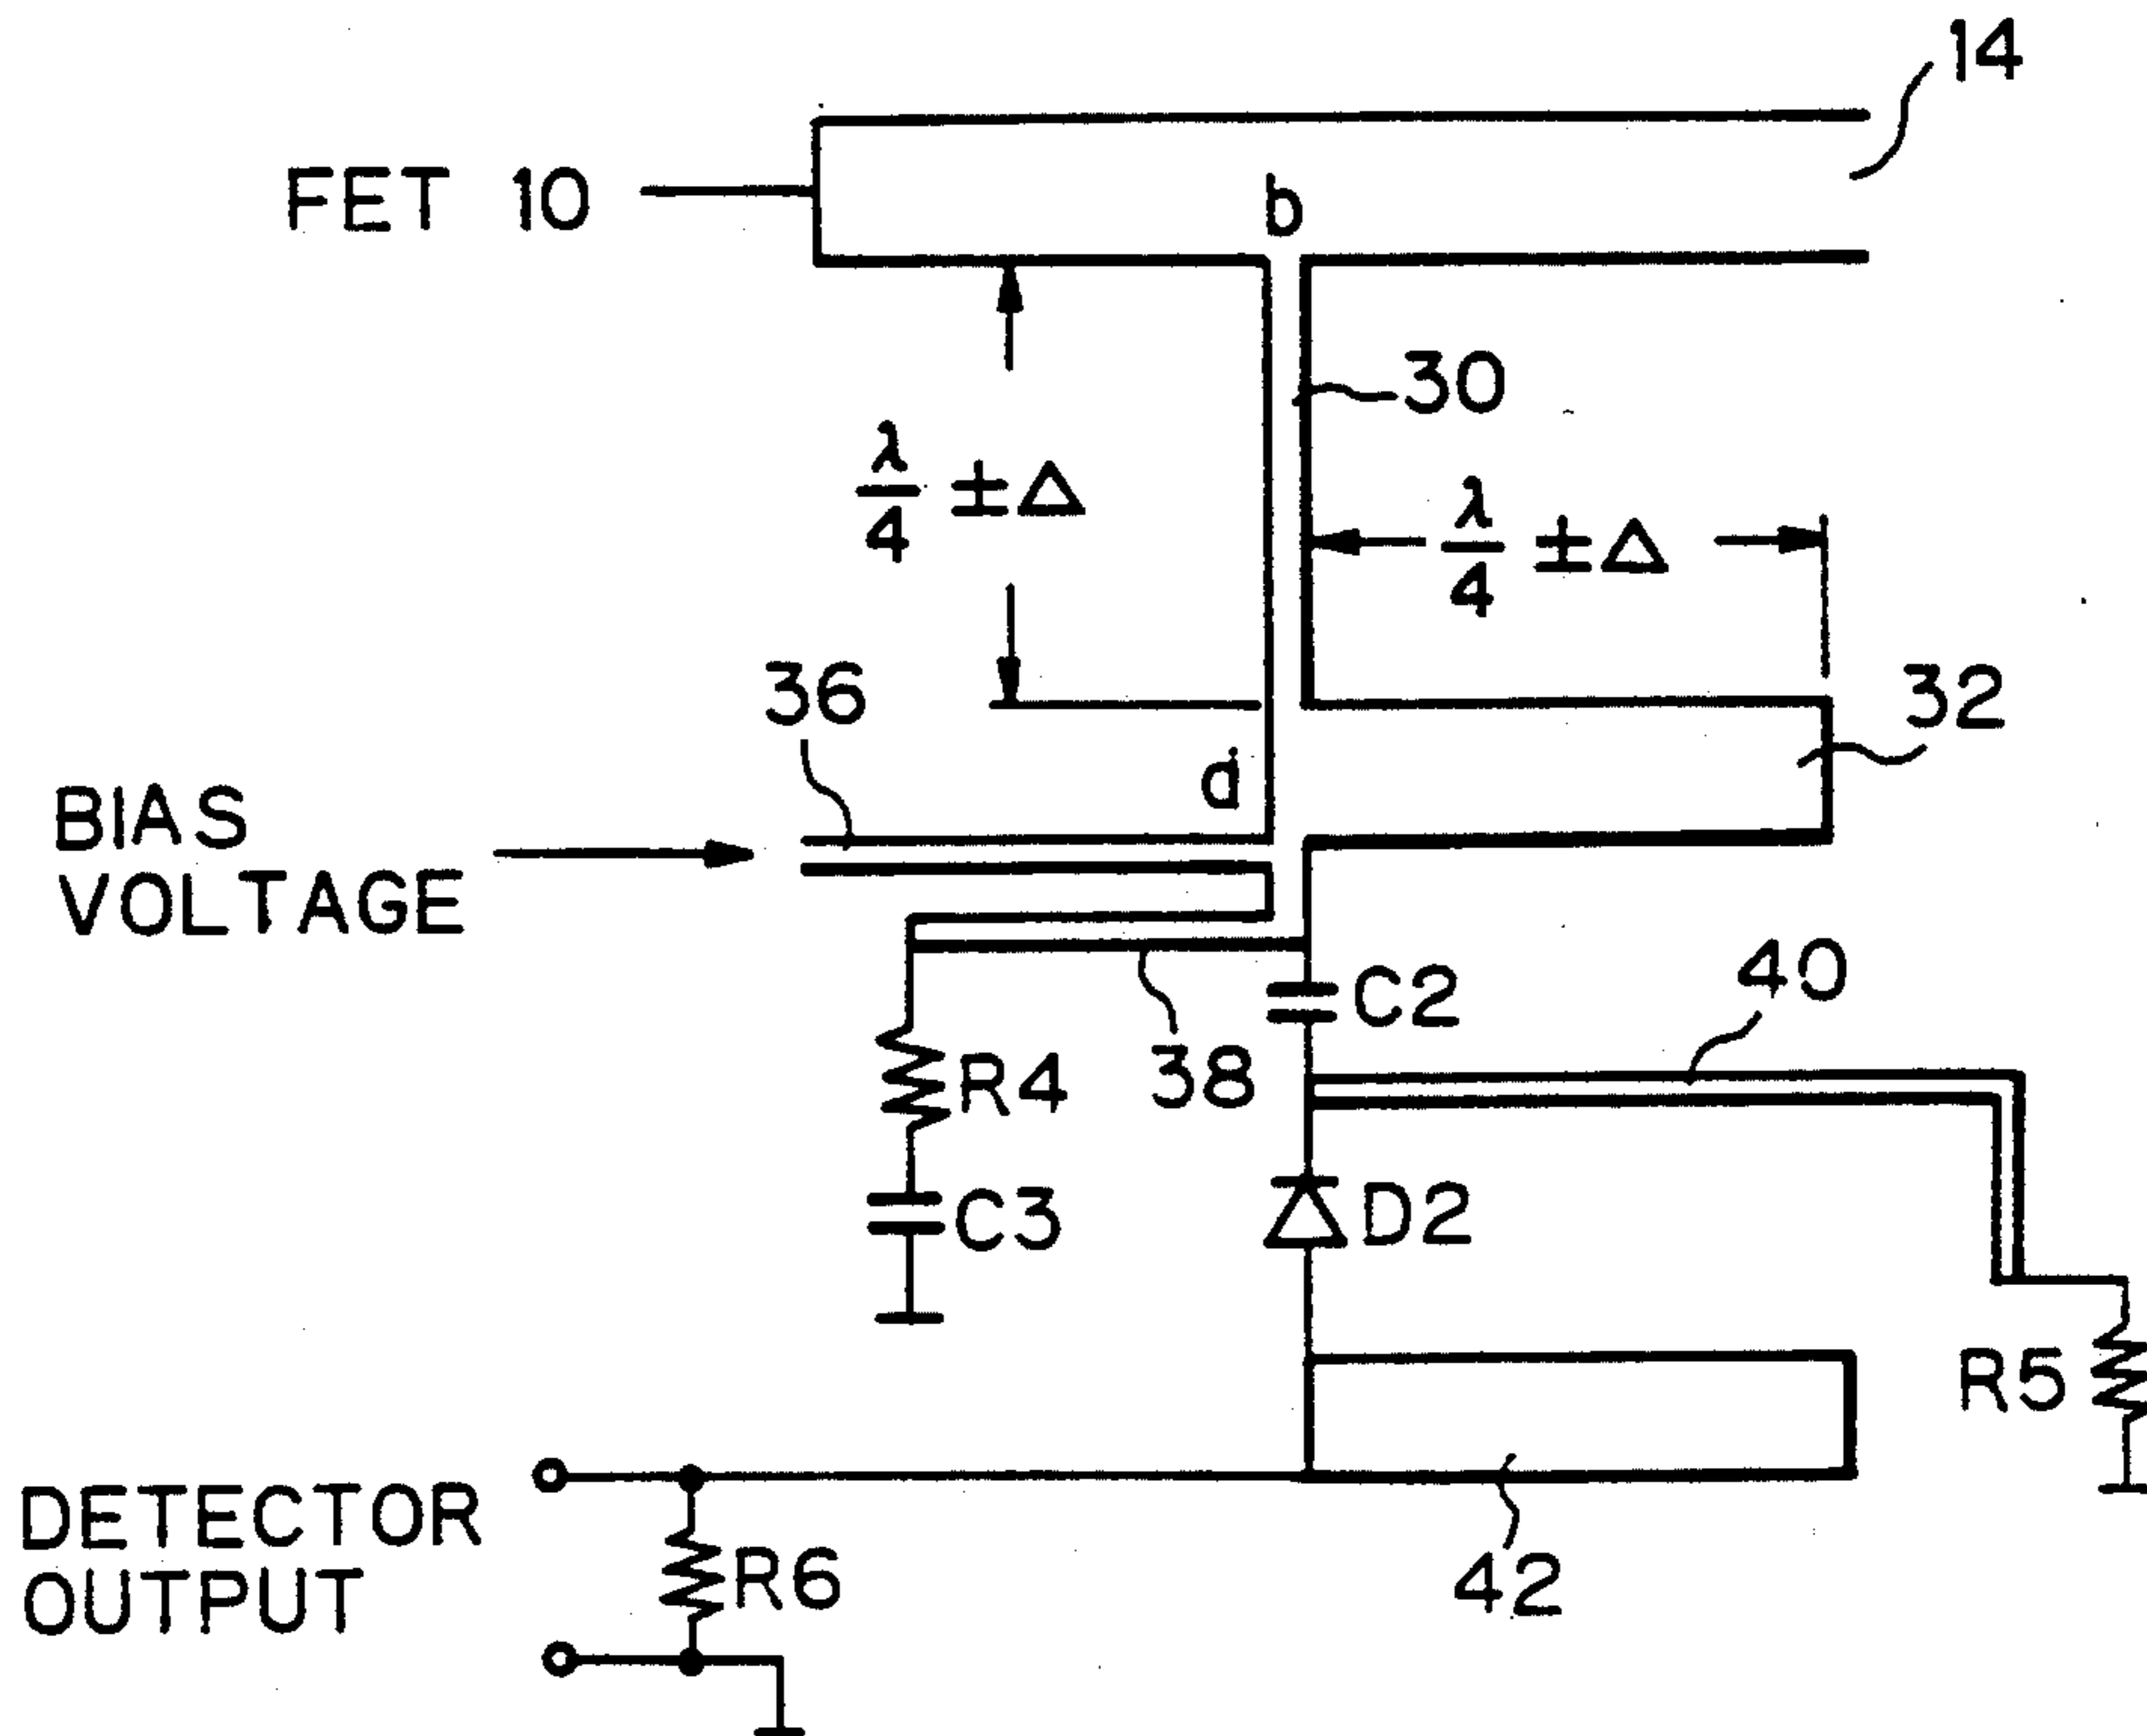 14
FET 10
b
30
λ/4 ±Δ
λ/4 ±Δ
36
32
d
BIAS
VOLTAGE
C2
40
R4
38
C3
D2
R5
DETECTOR
OUTPUT
R6
42